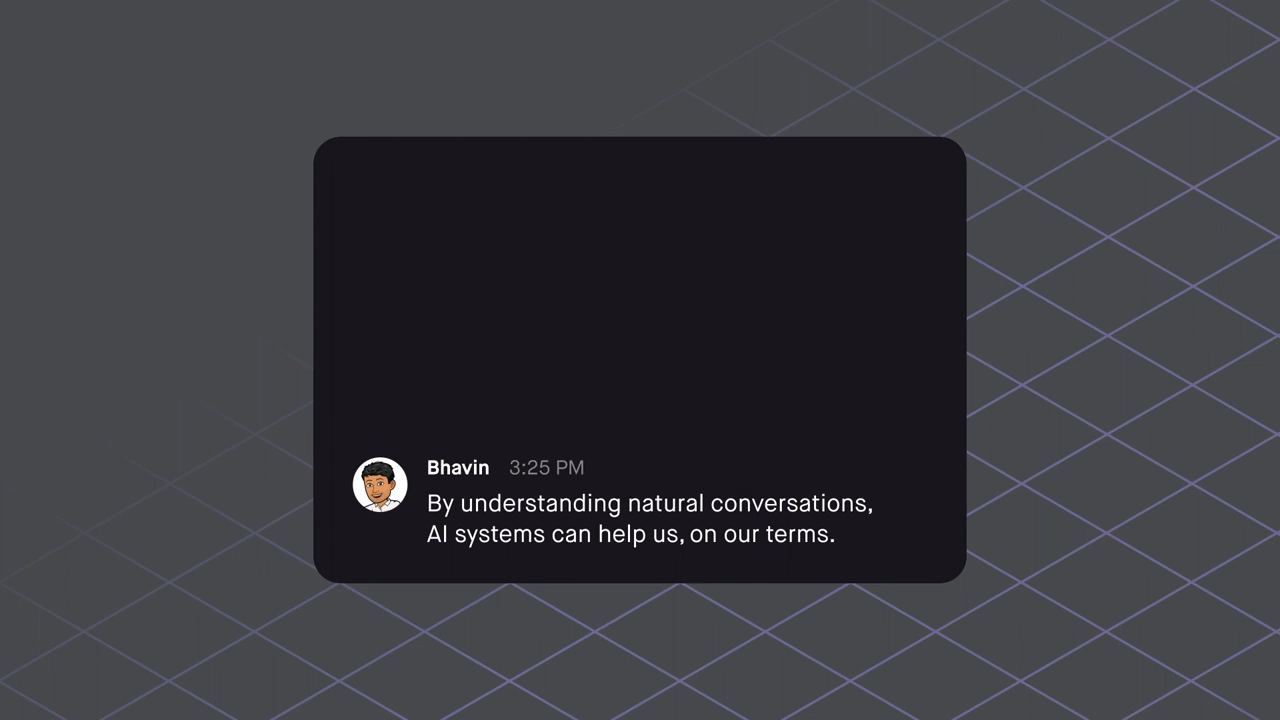 Bhavin 3:25 PM
By understanding natural conversations,
AI systems can help us, on our terms.